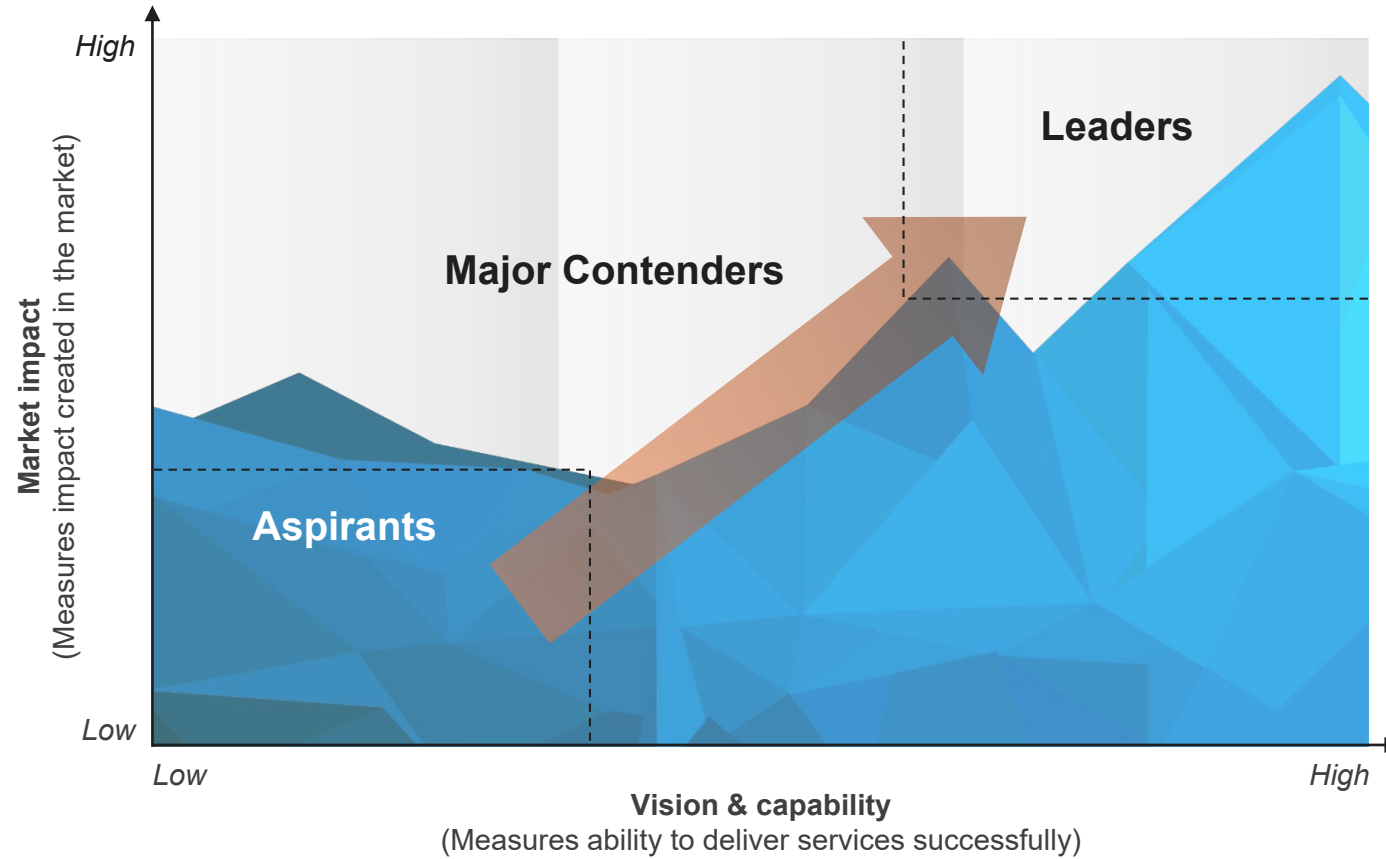 High
Leaders
Major Contenders
Market impact
(Measures impact created in the market)
Aspirants
Low
Low
High
Vision & capability
(Measures ability to deliver services successfully)